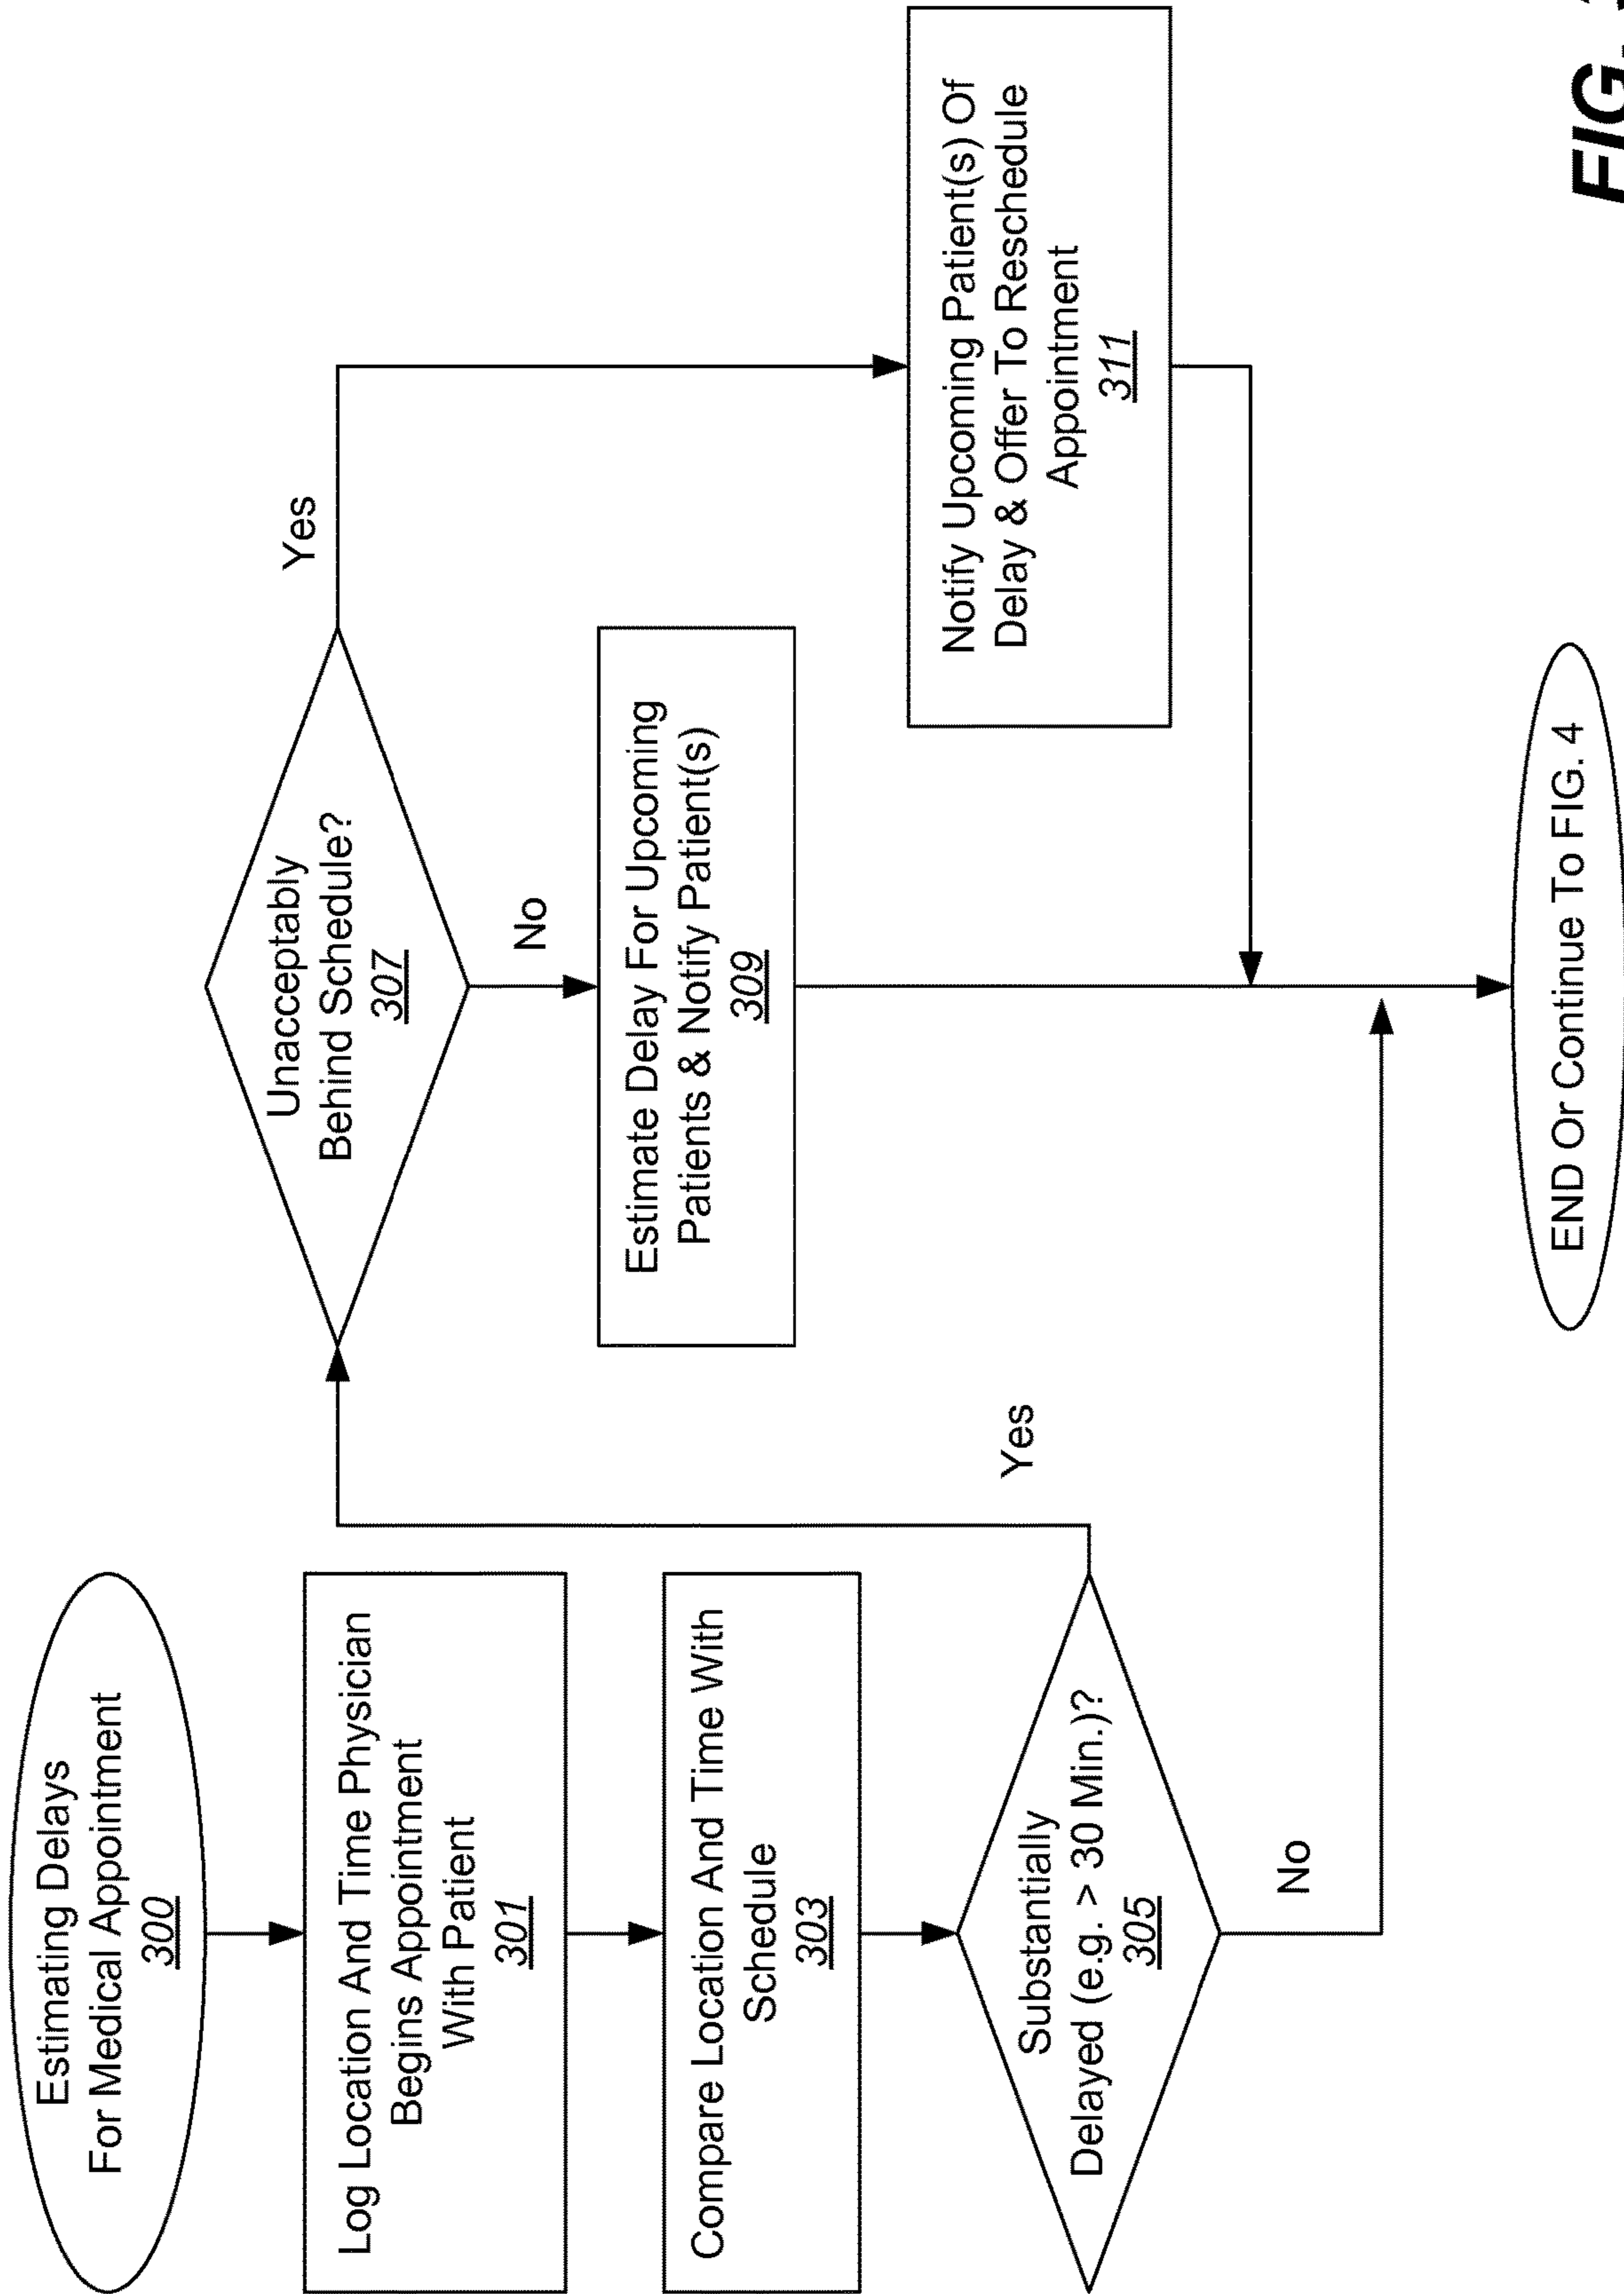 Estimating Delays
For Medical Appointment
300
Log Location And Time Physician
Begins Appointment
With Patient
301
Compare Location And Time With
Schedule
303
Substantially
Delayed (e.g. > 30 Min.)?
305
Yes
No
Unacceptably
Behind Schedule?
307
Yes
No
Estimate Delay For Upcoming
Patients & Notify Patient(s)
309
Notify Upcoming Patient(s) Of
Delay & Offer To Reschedule
Appointment
311
END Or Continue To FIG. 4
FIG.